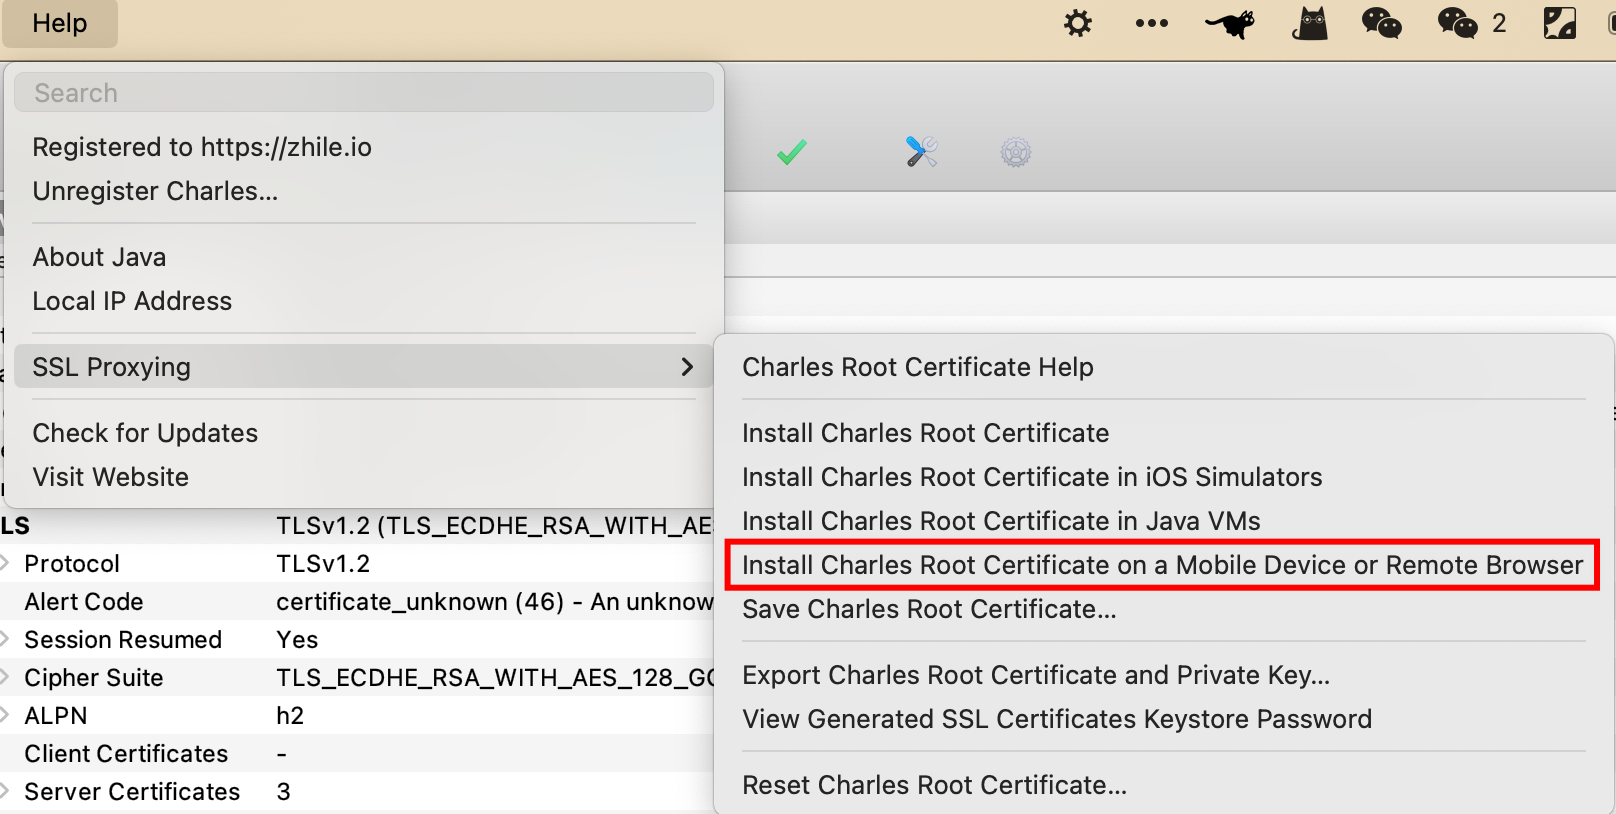 Help
2
Search
Registered to https://zhile.io
Unregister Charles...
About Java
Local IP Address
SSL Proxying
Check for Updates
Visit Website
Charles Root Certificate Help
Install Charles Root Certificate
Install Charles Root Certificate in iOS Simulators
Install Charles Root Certificate in Java VMs
Install Charles Root Certificate on a Mobile Device or Remote Browser
Save Charles Root Certificate...
Export Charles Root Certificate and Private Key...
View Generated SSL Certificates Keystore Password
Reset Charles Root Certificate...
LS TLSv1.2 (TLS_ECDHE_RSA_WITH_AE
Protocol TLSv1.2
Alert Code certificate_unknown (46) - An unknow
Session Resumed Yes
Cipher Suite TLS_ECDHE_RSA_WITH_AES_128_GC
ALPN h2
Client Certificates -
Server Certificates 3